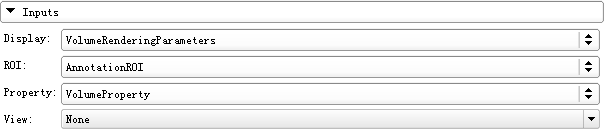 Inputs
Display: VolumeRenderingParameters
ROI: AnnotationROI
Property: VolumeProperty
View: None